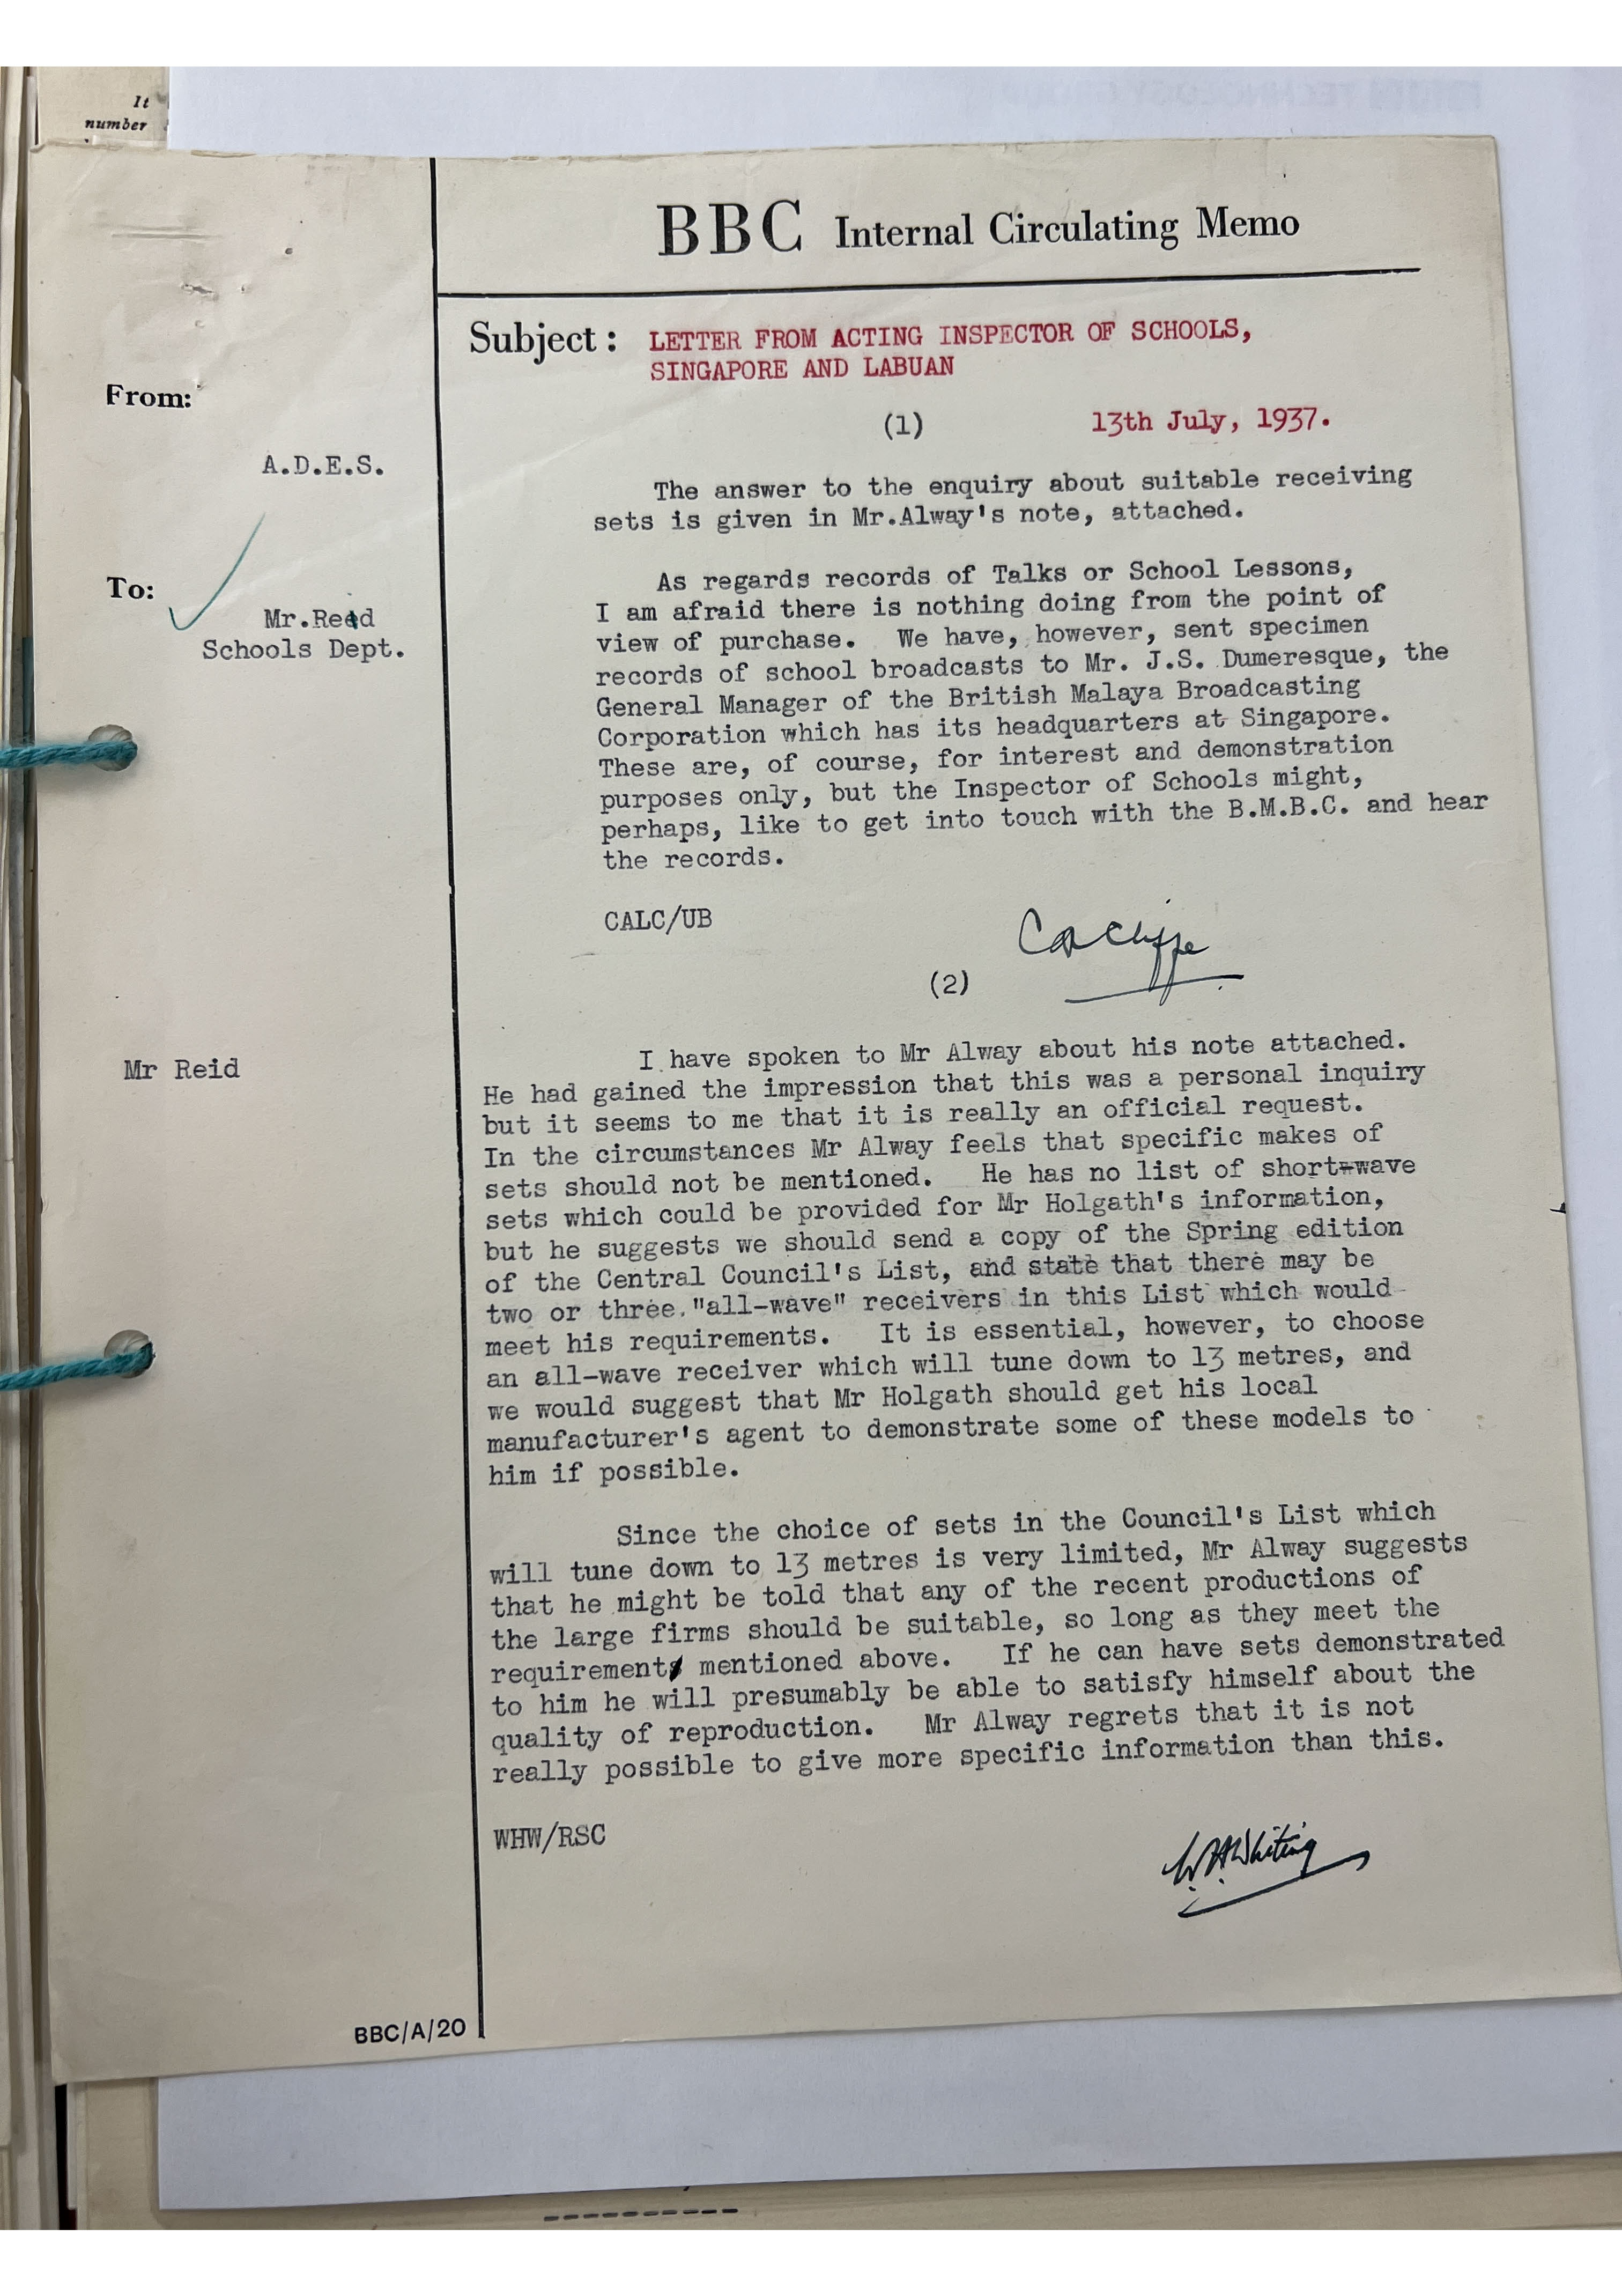 It
number
BBC Internal Circulating Memo
Subject: LETTER FROM ACTING INSPECTOR OF SCHOOLS,
SINGAPORE AND LABUAN
From:
A.D.E.S.
To:
Mr.Reid
Schools Dept.
(1) 13th July, 1937.
The answer to the enquiry about suitable receiving
sets is given in Mr.Alway's note, attached.
As regards records of Talks or School Lessons,
I am afraid there is nothing doing from the point of
view of purchase. We have, however, sent specimen
records of school broadcasts to Mr. J.S. Dumeresque, the
General Manager of the British Malaya Broadcasting
Corporation which has its headquarters at Singapore.
These are, of course, for interest and demonstration
purposes only, but the Inspector of Schools might,
perhaps, like to get into touch with the B.M.B.C. and hear
the records.
CALC/UB
(2)
Mr Reid
I have spoken to Mr Alway about his note attached.
He had gained the impression that this was a personal inquiry
but it seems to me that it is really an official request.
In the circumstances Mr Alway feels that specific makes of
sets should not be mentioned. He has no list of short-wave
sets which could be provided for Mr Holgath's information,
but he suggests we should send a copy of the Spring edition
of the Central Council's List, and state that there may be
two or three "all-wave" receivers in this List which would
meet his requirements. It is essential, however, to choose
an all-wave receiver which will tune down to 13 metres, and
we would suggest that Mr Holgath should get his local
manufacturer's agent to demonstrate some of these models to
him if possible.
Since the choice of sets in the Council's List which
will tune down to 13 metres is very limited, Mr Alway suggests
that he might be told that any of the recent productions of
the large firms should be suitable, so long as they meet the
requirement mentioned above. If he can have sets demonstrated
to him he will presumably be able to satisfy himself about the
quality of reproduction. Mr Alway regrets that it is not
really possible to give more specific information than this.
WHW/RSC
W.H.Whiting
BBC/A/20